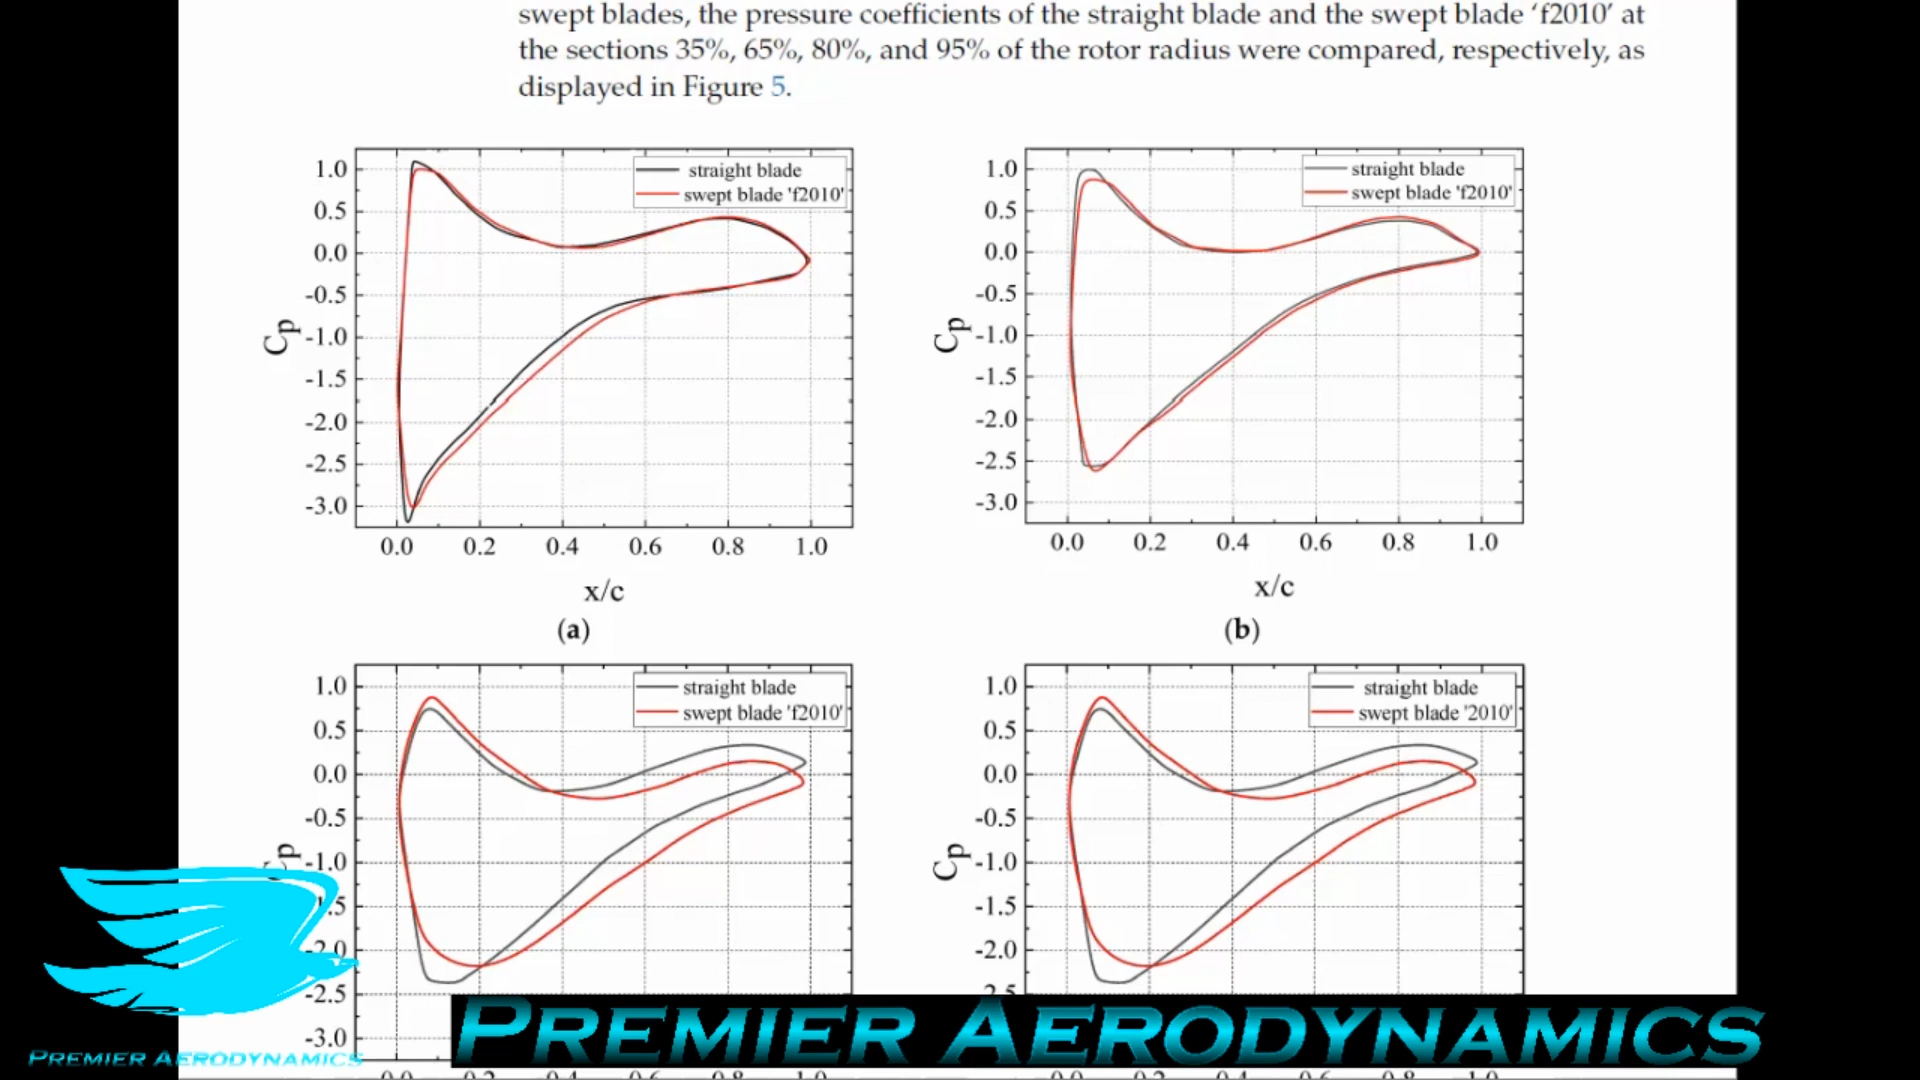 swept blades, the pressure coefficients of the straight blade and the swept blade ‘f2010’ at
the sections 35%, 65%, 80%, and 95% of the rotor radius were compared, respectively, as
displayed in Figure 5.
straight blade
swept blade 'f2010'
1.0
0.5
0.0
-0.5
-1.0
-1.5
-2.0
-2.5
-3.0
Cp
0.0 0.2 0.4 0.6 0.8 1.0
x/c
(a)
straight blade
swept blade 'f2010'
1.0
0.5
0.0
-0.5
-1.0
-1.5
-2.0
-2.5
-3.0
Cp
0.0 0.2 0.4 0.6 0.8 1.0
x/c
(b)
straight blade
swept blade 'f2010'
1.0
0.5
0.0
-0.5
-1.0
-2.5
-3.0
straight blade
swept blade '2010'
1.0
0.5
0.0
-0.5
-1.0
-1.5
-2.0
Cp
PREMIER AERODYNAMICS
PREMIER AERODYNAMICS